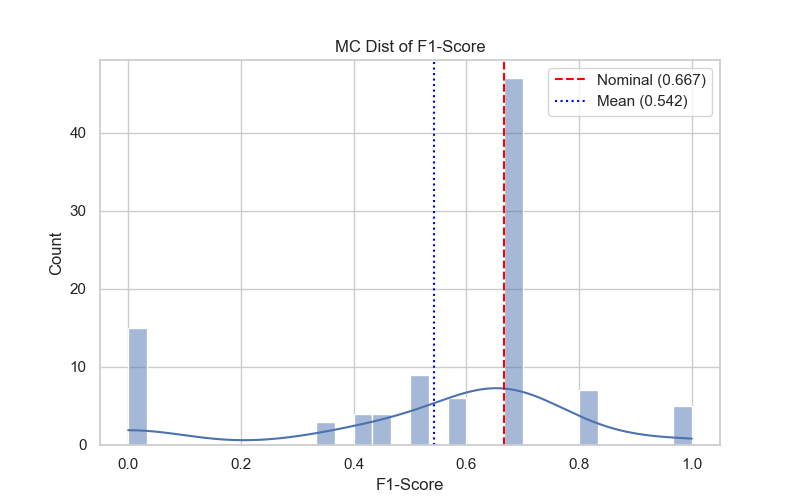 MC Dist of F1-Score
Nominal (0.667)
Mean (0.542)
40
30
20
10
0
Count
0.0 0.2 0.4 0.6 0.8 1.0
F1-Score